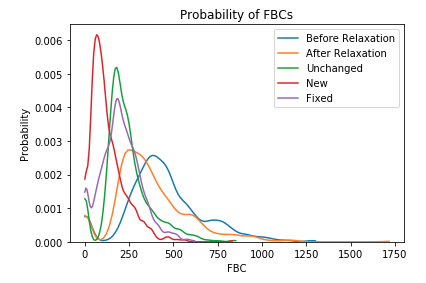 Probability of FBCs
Before Relaxation
After Relaxation
Unchanged
New
Fixed
Probability
0.006
0.005
0.004
0.003
0.002
0.001
0.000
0 250 500 750 1000 1250 1500 1750
FBC